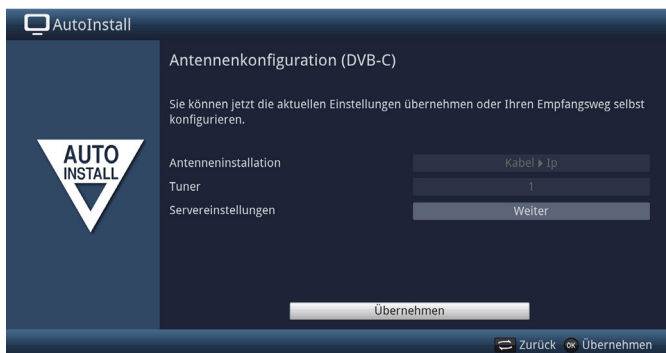 AutoInstall
Antennenkonfiguration (DVB-C)
Sie können jetzt die aktuellen Einstellungen übernehmen oder Ihren Empfangsweg selbst
konfigurieren.
AUTO
INSTALL
Antenneninstallation Kabel ▸ Ip
Tuner 1
Servereinstellungen Weiter
Übernehmen
Zurück OK Übernehmen